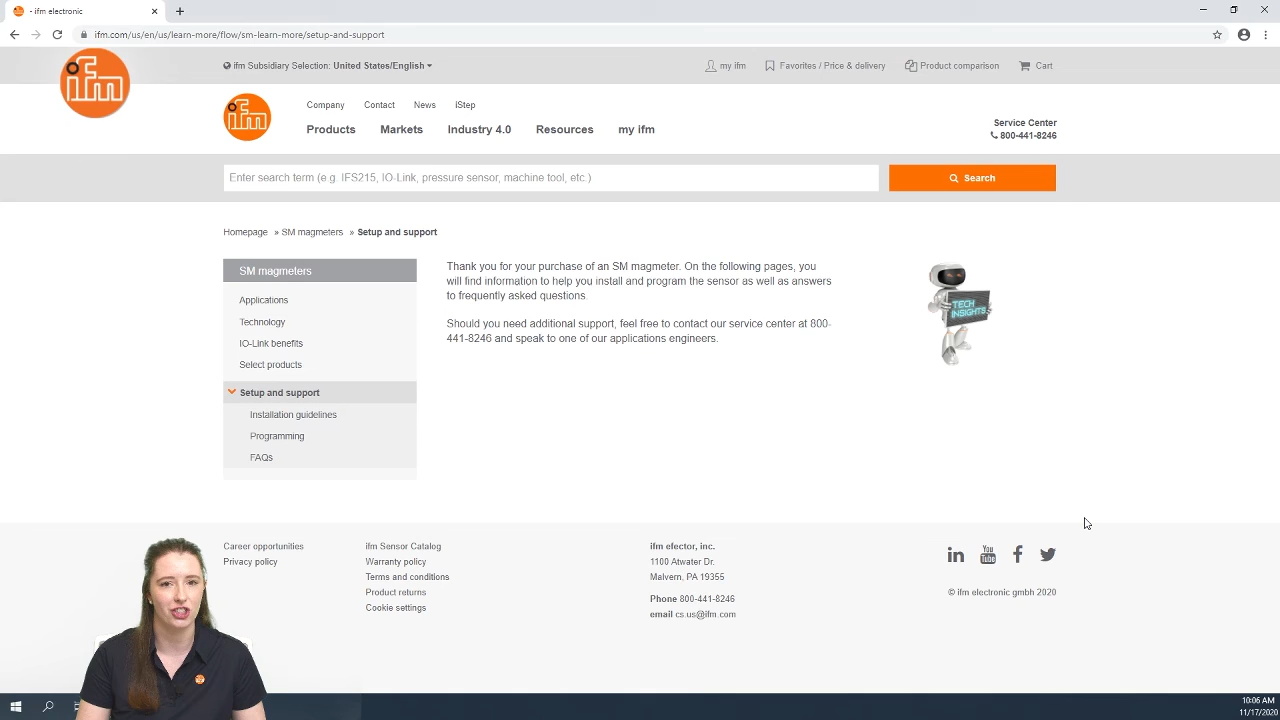 - ifm electronic
ifm.com/us/en/us/learn-more/flow/sm-learn-more/setup-and-support
ifm
ifm Subsidiary Selection: United States/English
my ifm
Favorites / Price & delivery
Product comparison
Cart
ifm
Company
Contact
News
iStep
Products
Markets
Industry 4.0
Resources
my ifm
Service Center
800-441-8246
Enter search term (e.g. IFS215, IO-Link, pressure sensor, machine tool, etc.)
Search
Homepage » SM magmeters » Setup and support
SM magmeters
Applications
Technology
IO-Link benefits
Select products
Setup and support
Installation guidelines
Programming
FAQs
Thank you for your purchase of an SM magmeter. On the following pages, you
will find information to help you install and program the sensor as well as answers
to frequently asked questions.
Should you need additional support, feel free to contact our service center at 800-
441-8246 and speak to one of our applications engineers.
TECH
INSIGHTS
Career opportunities
Privacy policy
ifm Sensor Catalog
Warranty policy
Terms and conditions
Product returns
Cookie settings
ifm efector, inc.
1100 Atwater Dr.
Malvern, PA 19355
Phone 800-441-8246
email cs.us@ifm.com
in
You
Tube
© ifm electronic gmbh 2020
ifm
10:06 AM
11/17/2020